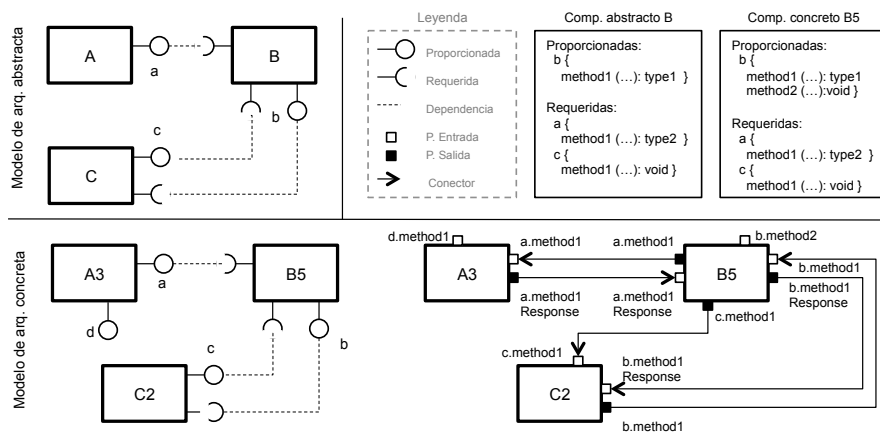 Modelo de arq. abstracta
A
a
B
b
c
C
Leyenda
Proporcionada
Requerida
Dependencia
P. Entrada
P. Salida
Conector
Comp. abstracto B
Proporcionadas:
b {
method1 (…): type1 }
Requeridas:
a {
method1 (…): type2 }
c {
method1 (…): void }
Comp. concreto B5
Proporcionadas:
b {
method1 (…): type1
method2 (…):void }
Requeridas:
a {
method1 (…): type2 }
c {
method1 (…): void }
Modelo de arq. concreta
A3
a
B5
d
b
c
C2
d.method1
a.method1
a.method1
b.method2
A3
B5
b.method1
a.method1
Response
a.method1
Response
b.method1
Response
c.method1
c.method1
b.method1
Response
C2
b.method1